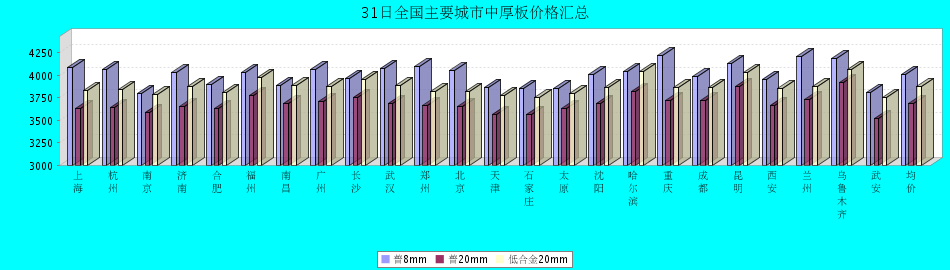 31日全国主要城市中厚板价格汇总
4250
4000
3750
3500
3250
3000
上海
杭州
南京
济南
合肥
福州
南昌
广州
长沙
武汉
郑州
北京
天津
石家庄
太原
沈阳
哈尔滨
重庆
成都
昆明
西安
兰州
乌鲁木齐
武安
均价
普8mm 普20mm 低合金20mm